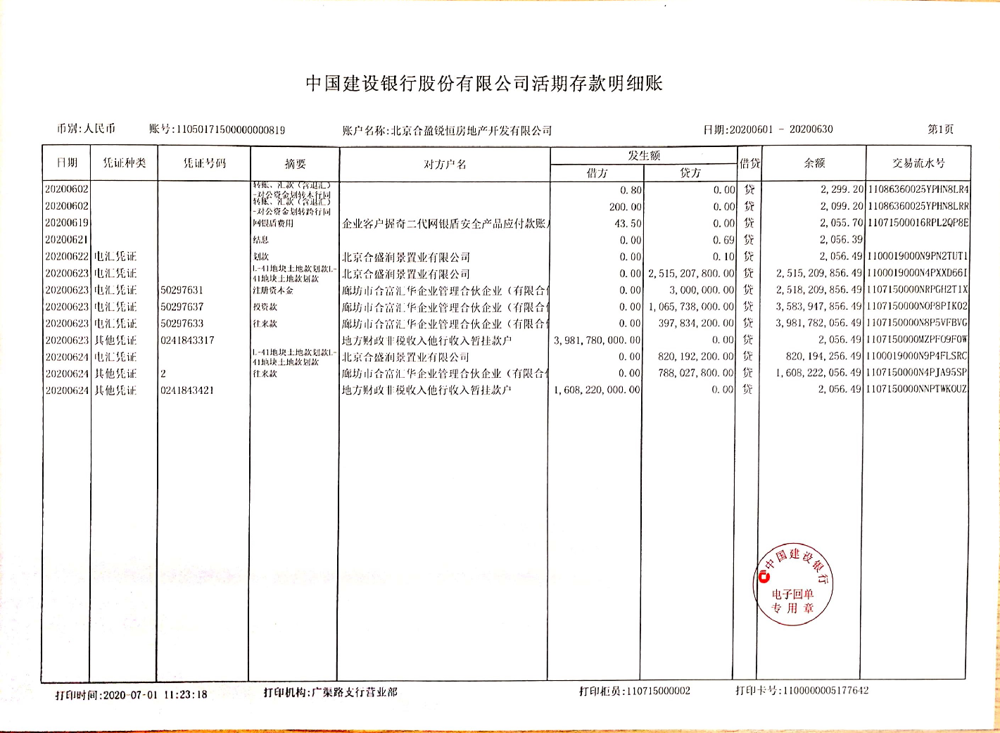 中国建设银行股份有限公司活期存款明细账
币别:人民币 账号:11050171500000000819 账户名称:北京合盈锐恒房地产开发有限公司 日期:20200601 - 20200630 第1页
日期 凭证种类 凭证号码 摘要 对方户名 发生额 借贷 余额 交易流水号
借方 贷方
20200602 转账、汇款（含退汇）-对公资金划转本行同 0.80 0.00 贷 2,299.20 11086360025YPHN8LR4
20200602 转账、汇款（含退汇）-对公资金划转跨行同 200.00 0.00 贷 2,099.20 11086360025YPHN8LRR
20200619 网银盾费用 企业客户握奇二代网银盾安全产品应付款账 43.50 0.00 贷 2,055.70 11071500016RPL2QP8E
20200621 结息 0.00 0.69 贷 2,056.39
20200622 电汇凭证 划款 北京合盛润景置业有限公司 0.00 0.10 贷 2,056.49 1100019000N9PN2TUT1
20200623 电汇凭证 L-41地块土地款划款L-41地块土地款划款 北京合盛润景置业有限公司 0.00 2,515,207,800.00 贷 2,515,209,856.49 1100019000N4PXXD66I
20200623 电汇凭证 50297631 注册资本金 廊坊市合富汇华企业管理合伙企业（有限合伙 0.00 3,000,000.00 贷 2,518,209,856.49 1107150000NRPGH2T1X
20200623 电汇凭证 50297637 投资款 廊坊市合富汇华企业管理合伙企业（有限合伙 0.00 1,065,738,000.00 贷 3,583,947,856.49 1107150000NOP8PIK02
20200623 电汇凭证 50297633 往来款 廊坊市合富汇华企业管理合伙企业（有限合伙 0.00 397,834,200.00 贷 3,981,782,056.49 1107150000N8P5VFBVG
20200623 其他凭证 0241843317 地方财政非税收入他行收入暂挂款户 3,981,780,000.00 0.00 贷 2,056.49 1107150000MZPFO9FOW
20200624 电汇凭证 L-41地块土地款划款L-41地块土地款划款 北京合盛润景置业有限公司 0.00 820,192,200.00 贷 820,194,256.49 1100019000N9P4FLSRC
20200624 其他凭证 2 往来款 廊坊市合富汇华企业管理合伙企业（有限合伙 0.00 788,027,800.00 贷 1,608,222,056.49 1107150000N4PJA95SP
20200624 其他凭证 0241843421 地方财政非税收入他行收入暂挂款户 1,608,220,000.00 0.00 贷 2,056.49 1107150000NNPTWKOUZ
中国建设银行
电子回单
专用章
打印时间:2020-07-01 11:23:18 打印机构:广渠路支行营业部 打印柜员:110715000002 打印卡号:1100000005177642